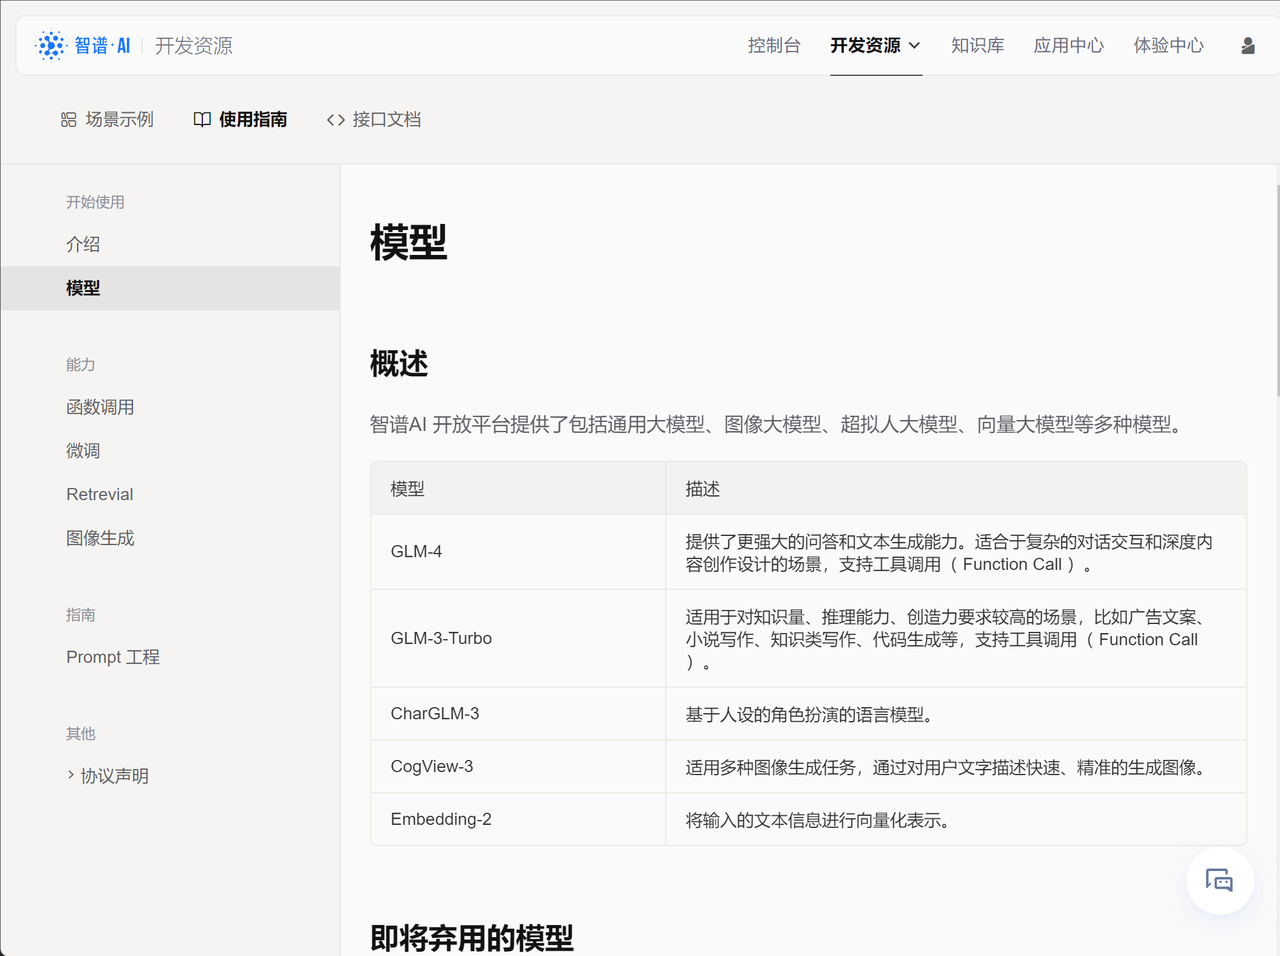 智谱·AI 开发资源 控制台 开发资源 知识库 应用中心 体验中心
场景示例 使用指南 接口文档
开始使用
介绍
模型
能力
函数调用
微调
Retrevial
图像生成
指南
Prompt 工程
其他
协议声明
模型
概述
智谱AI 开放平台提供了包括通用大模型、图像大模型、超拟人大模型、向量大模型等多种模型。
模型 描述
GLM-4 提供了更强大的问答和文本生成能力。适合于复杂的对话交互和深度内
容创作设计的场景，支持工具调用（ Function Call ）。
GLM-3-Turbo 适用于对知识量、推理能力、创造力要求较高的场景，比如广告文案、
小说写作、知识类写作、代码生成等，支持工具调用（ Function Call
）。
CharGLM-3 基于人设的角色扮演的语言模型。
CogView-3 适用多种图像生成任务，通过对用户文字描述快速、精准的生成图像。
Embedding-2 将输入的文本信息进行向量化表示。
即将弃用的模型